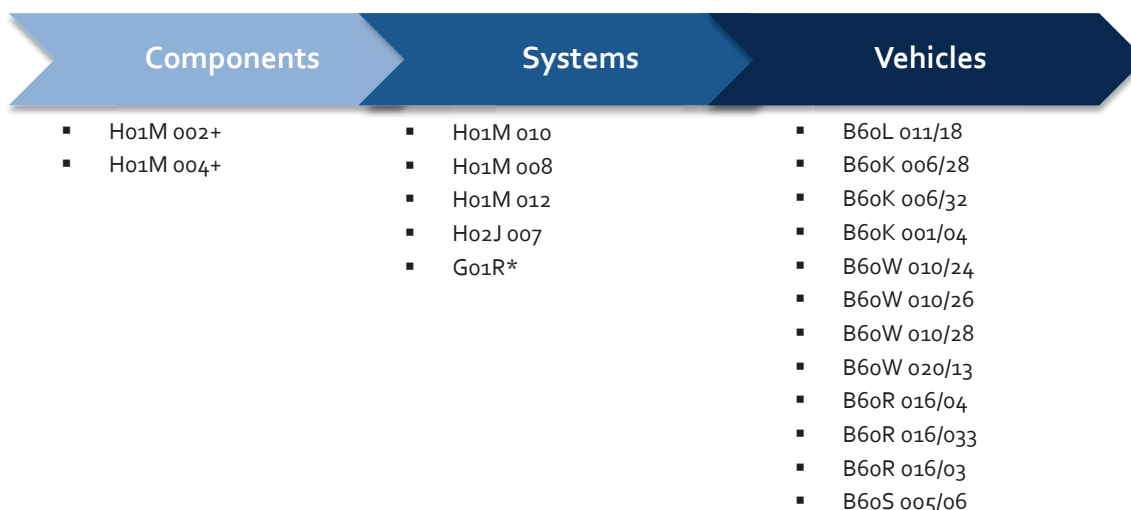 Components
Systems
Vehicles
▪ H01M 002+
▪ H01M 004+
▪ H01M 010
▪ H01M 008
▪ H01M 012
▪ H02J 007
▪ G01R*
▪ B60L 011/18
▪ B60K 006/28
▪ B60K 006/32
▪ B60K 001/04
▪ B60W 010/24
▪ B60W 010/26
▪ B60W 010/28
▪ B60W 020/13
▪ B60R 016/04
▪ B60R 016/033
▪ B60R 016/03
▪ B60S 005/06